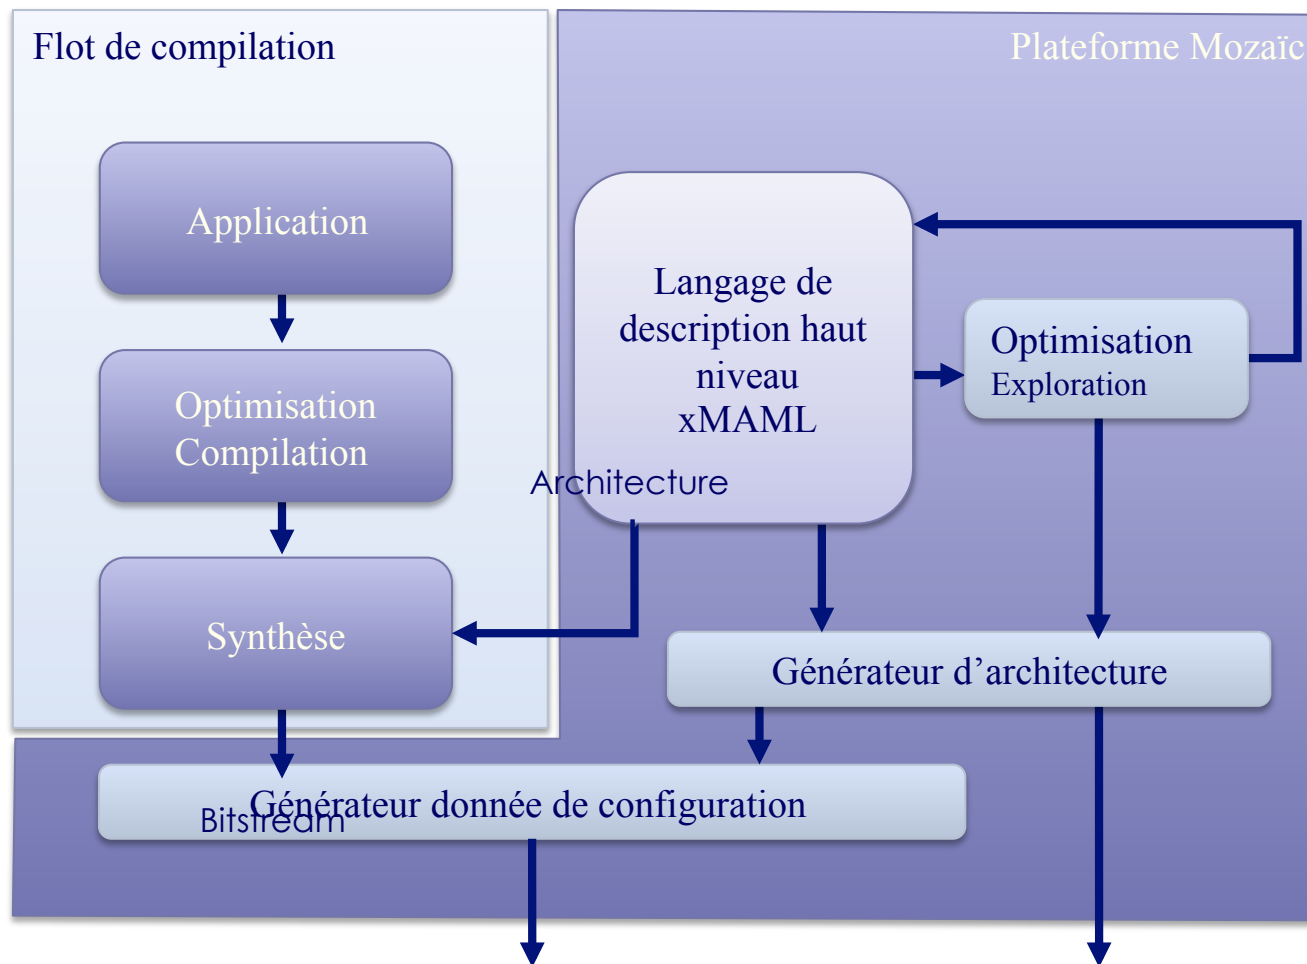 Flot de compilation
Plateforme Mozaïc
Application
Optimisation
Compilation
Synthèse
Langage de
description haut
niveau
xMAML
Architecture
Optimisation
Exploration
Générateur d’architecture
Générateur donnée de configuration
Bitstream